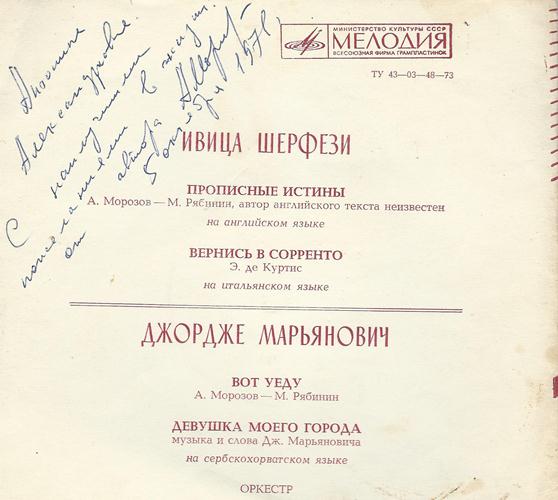 МИНИСТЕРСТВО КУЛЬТУРЫ СССР
МЕЛОДИЯ
ВСЕСОЮЗНАЯ ФИРМА ГРАМПЛАСТИНОК
ТУ 43—03—48—73
Александровне
С наилучшими
пожеланиями в жизни
от автора
5 октября 1978,
ИВИЦА ШЕРФЕЗИ
ПРОПИСНЫЕ ИСТИНЫ
А. Морозов — М. Рябинин, автор английского текста неизвестен
на английском языке
ВЕРНИСЬ В СОРРЕНТО
Э. де Куртис
на итальянском языке
ДЖОРДЖЕ МАРЬЯНОВИЧ
ВОТ УЕДУ
А. Морозов — М. Рябинин
ДЕВУШКА МОЕГО ГОРОДА
музыка и слова Дж. Марьяновича
на сербскохорватском языке
ОРКЕСТР